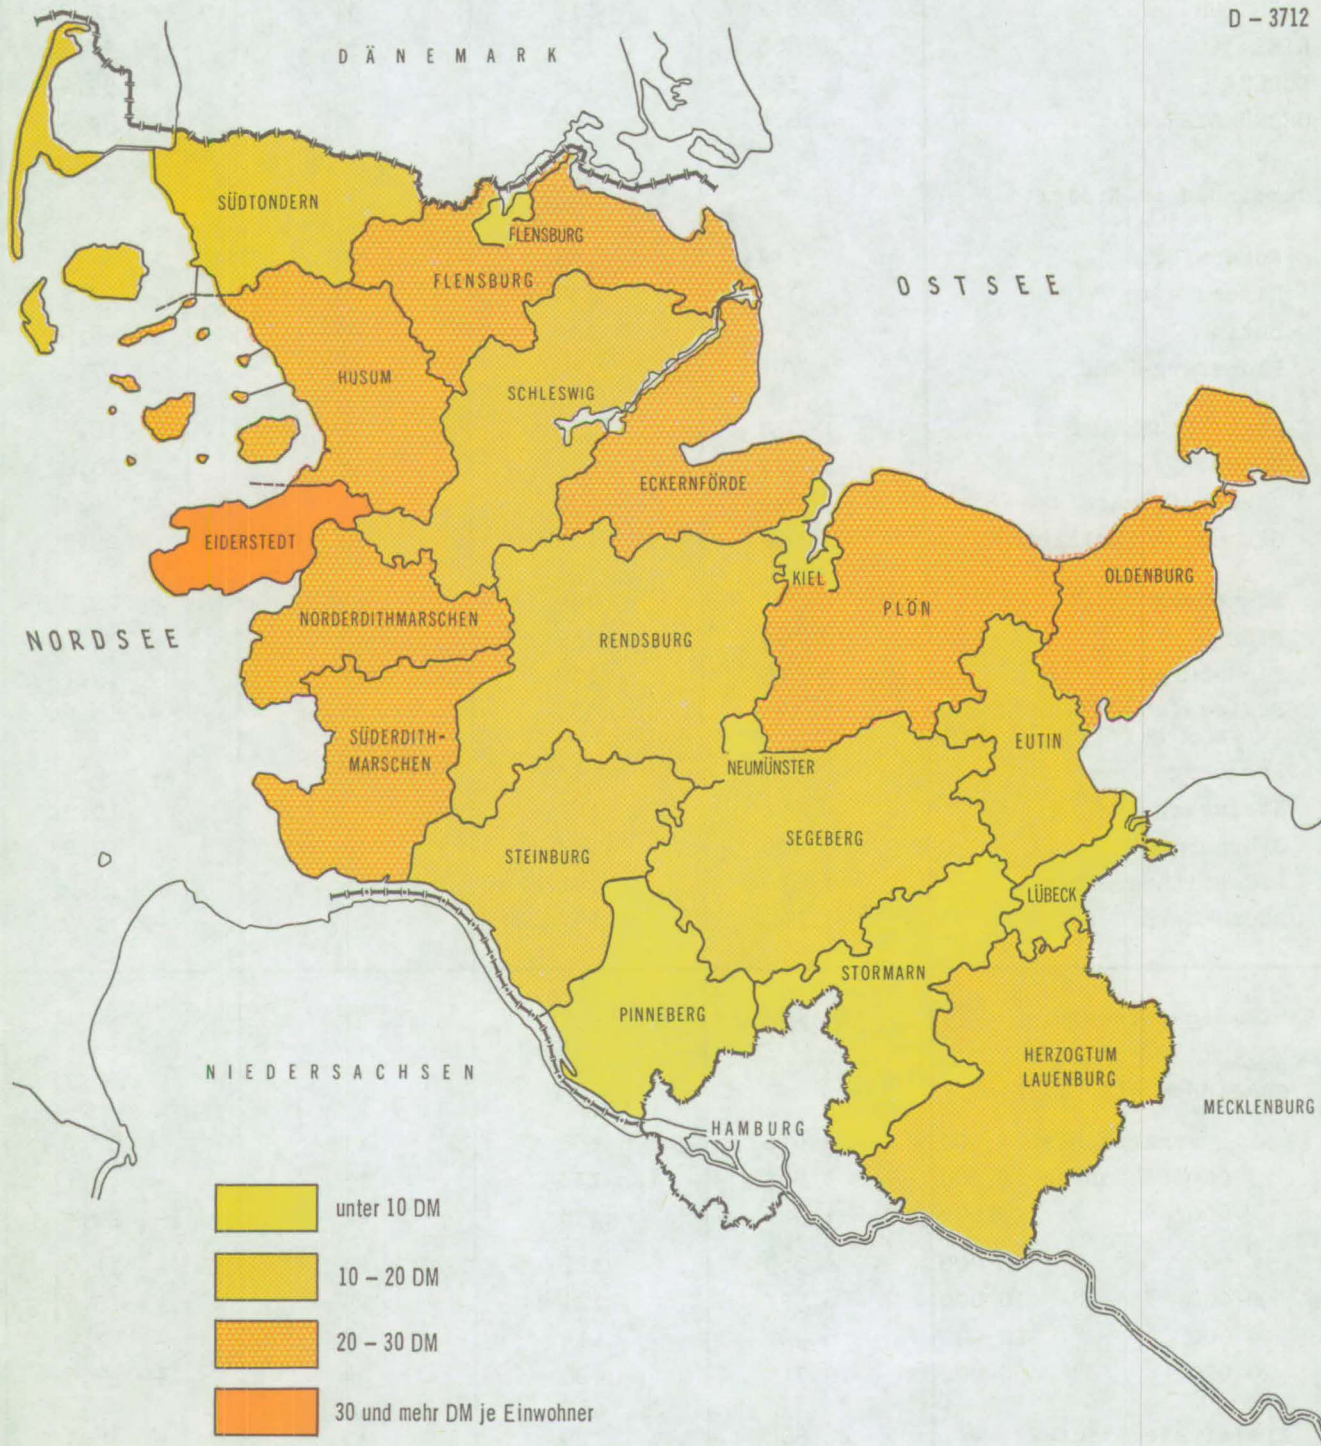 D – 3712
DÄNEMARK
SÜDTONDERN
FLENSBURG
FLENSBURG
OSTSEE
HUSUM
SCHLESWIG
ECKERNFÖRDE
EIDERSTEDT
KIEL
OLDENBURG
PLÖN
NORDERDITHMARSCHEN
NORDSEE
RENDSBURG
SÜDERDITH-
MARSCHEN
EUTIN
NEUMÜNSTER
SEGEBERG
STEINBURG
LÜBECK
STORMARN
PINNEBERG
HERZOGTUM
LAUENBURG
NIEDERSACHSEN
MECKLENBURG
HAMBURG
unter 10 DM
10 – 20 DM
20 – 30 DM
30 und mehr DM je Einwohner